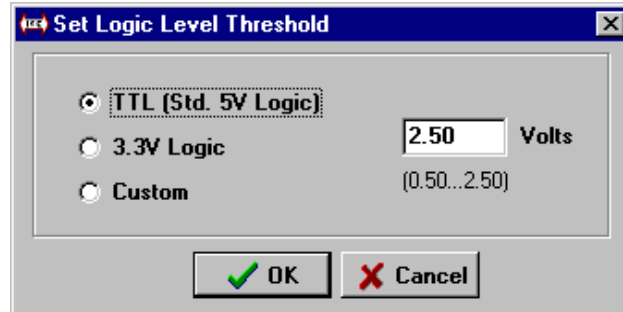 Set Logic Level Threshold
TTL (Std. 5V Logic)
3.3V Logic
Custom
2.50 Volts
(0.50...2.50)
OK
Cancel